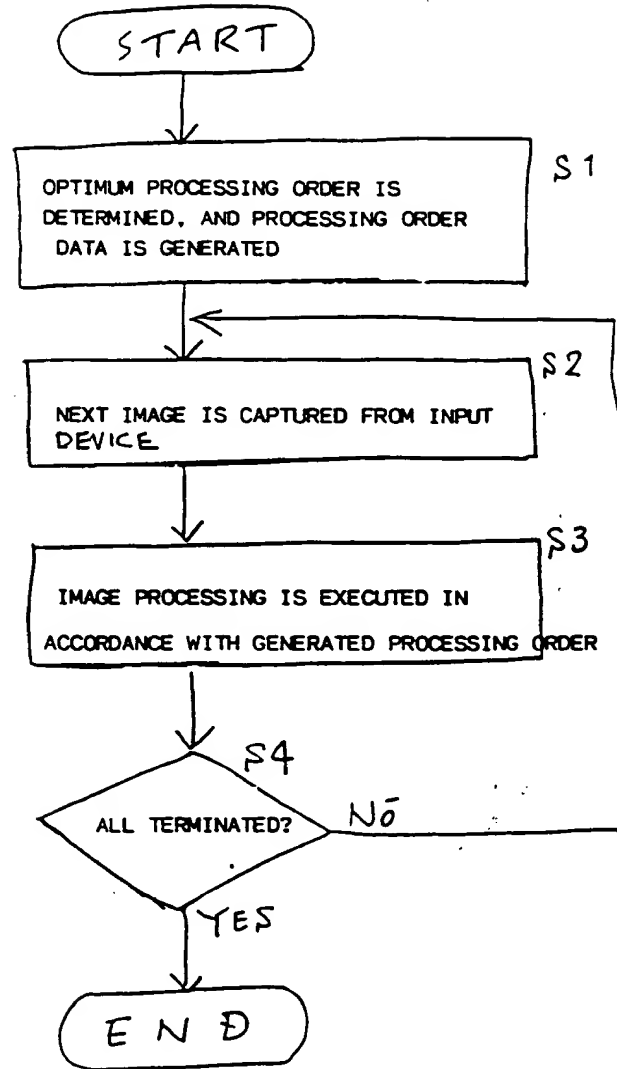 START
S1
OPTIMUM PROCESSING ORDER IS
DETERMINED, AND PROCESSING ORDER
DATA IS GENERATED
S2
NEXT IMAGE IS CAPTURED FROM INPUT
DEVICE
S3
IMAGE PROCESSING IS EXECUTED IN
ACCORDANCE WITH GENERATED PROCESSING ORDER
S4
ALL TERMINATED?
NO
YES
END